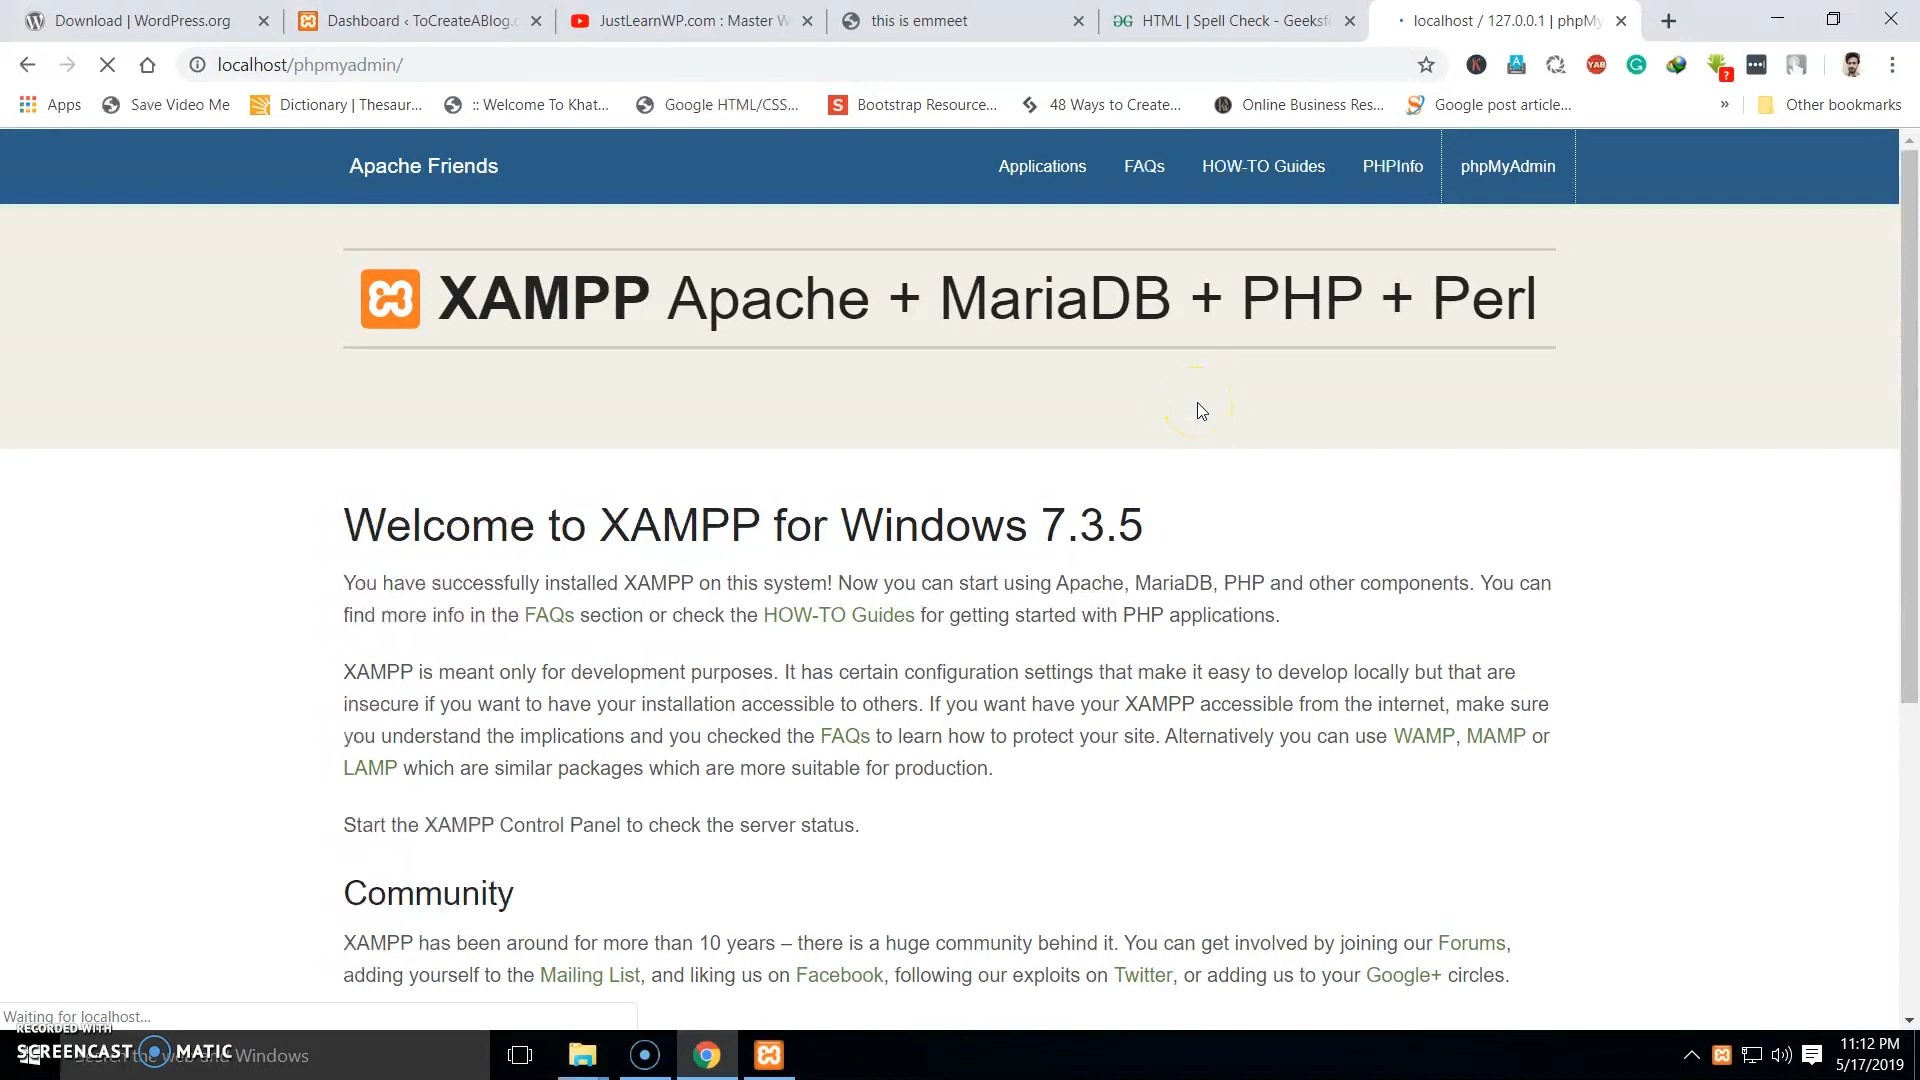 Download | WordPress.org
Dashboard ‹ ToCreateABlog.c
JustLearnWP.com : Master W
this is emmeet
HTML | Spell Check - Geeksf
localhost / 127.0.0.1 | phpMy
localhost/phpmyadmin/
Apps
Save Video Me
Dictionary | Thesaur...
:: Welcome To Khat...
Google HTML/CSS...
Bootstrap Resource...
48 Ways to Create...
Online Business Res...
Google post article...
»
Other bookmarks
Apache Friends
Applications
FAQs
HOW-TO Guides
PHPInfo
phpMyAdmin
XAMPP Apache + MariaDB + PHP + Perl
Welcome to XAMPP for Windows 7.3.5
You have successfully installed XAMPP on this system! Now you can start using Apache, MariaDB, PHP and other components. You can
find more info in the FAQs section or check the HOW-TO Guides for getting started with PHP applications.
XAMPP is meant only for development purposes. It has certain configuration settings that make it easy to develop locally but that are
insecure if you want to have your installation accessible to others. If you want have your XAMPP accessible from the internet, make sure
you understand the implications and you checked the FAQs to learn how to protect your site. Alternatively you can use WAMP, MAMP or
LAMP which are similar packages which are more suitable for production.
Start the XAMPP Control Panel to check the server status.
Community
XAMPP has been around for more than 10 years – there is a huge community behind it. You can get involved by joining our Forums,
adding yourself to the Mailing List, and liking us on Facebook, following our exploits on Twitter, or adding us to your Google+ circles.
Waiting for localhost...
RECORDED WITH
SCREENCAST MATIC
Search the web and Windows
11:12 PM
5/17/2019